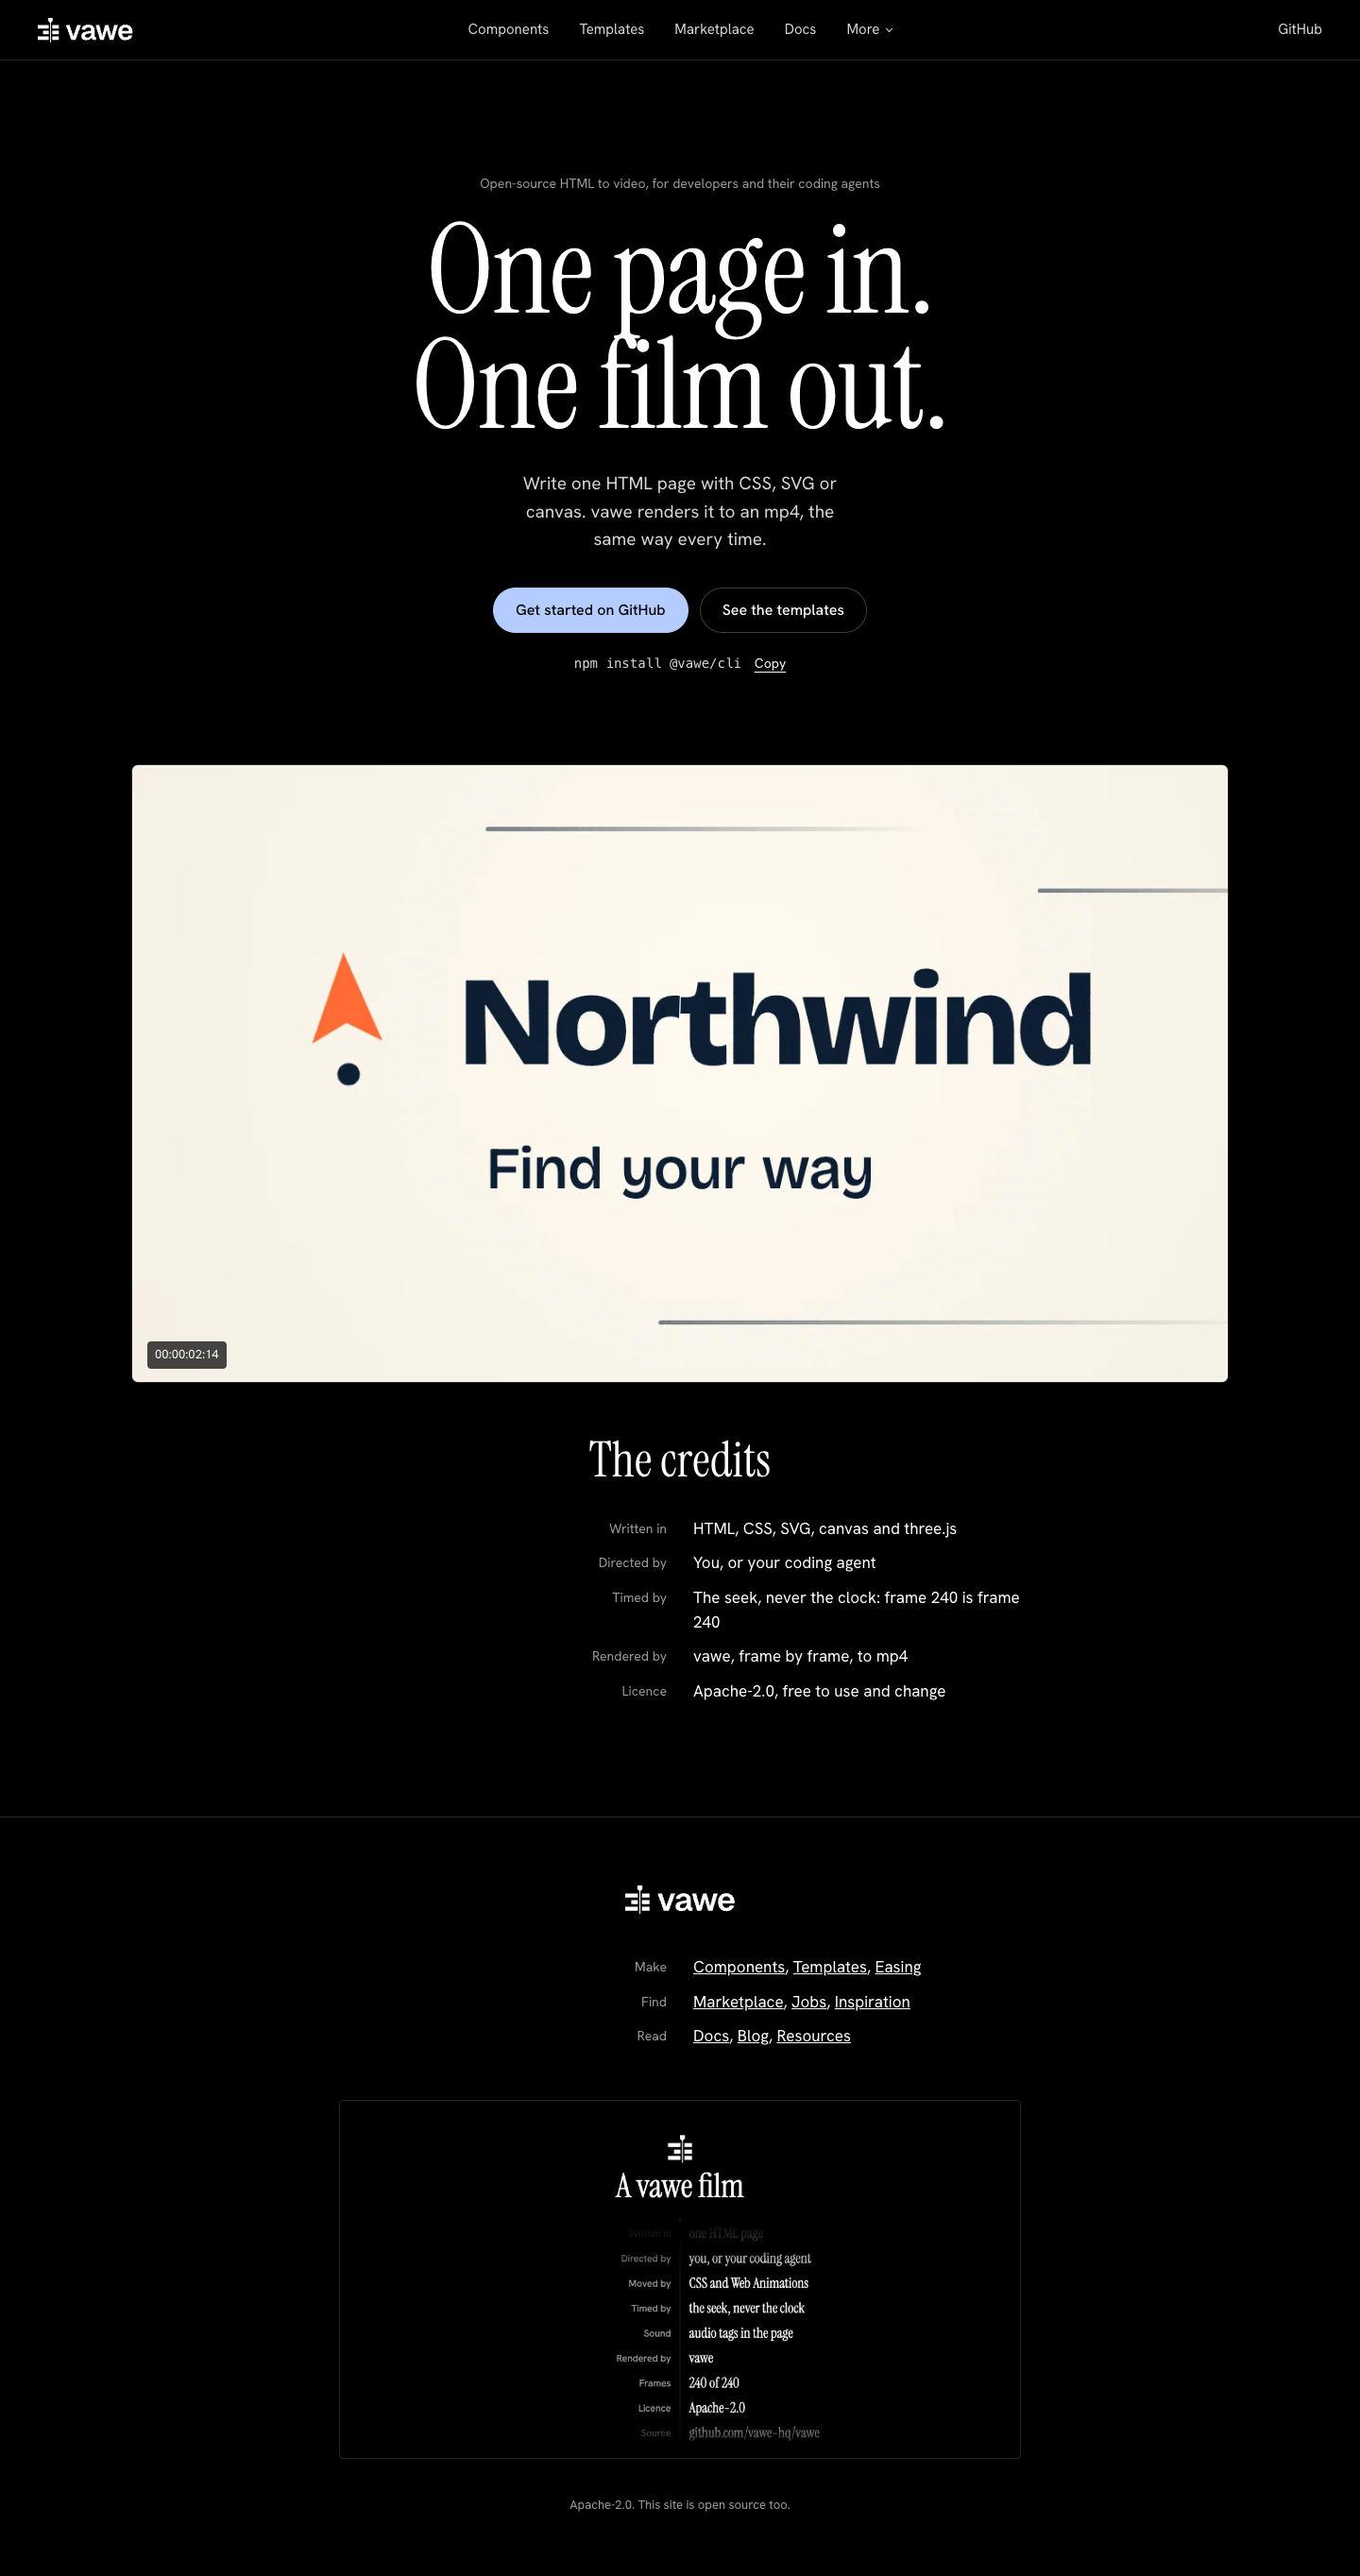 vawe
Components
Templates
Marketplace
Docs
More
GitHub
Open-source HTML to video, for developers and their coding agents
One page in.
One film out.
Write one HTML page with CSS, SVG or
canvas. vawe renders it to an mp4, the
same way every time.
Get started on GitHub
See the templates
npm install @vawe/cli Copy
Northwind
Find your way
00:00:02:14
The credits
Written in HTML, CSS, SVG, canvas and three.js
Directed by You, or your coding agent
Timed by The seek, never the clock: frame 240 is frame
240
Rendered by vawe, frame by frame, to mp4
Licence Apache-2.0, free to use and change
vawe
Make Components, Templates, Easing
Find Marketplace, Jobs, Inspiration
Read Docs, Blog, Resources
A vawe film
Written in one HTML page
Directed by you, or your coding agent
Moved by CSS and Web Animations
Timed by the seek, never the clock
Sound audio tags in the page
Rendered by vawe
Frames 240 of 240
Licence Apache-2.0
Source github.com/vawe-hq/vawe
Apache-2.0. This site is open source too.